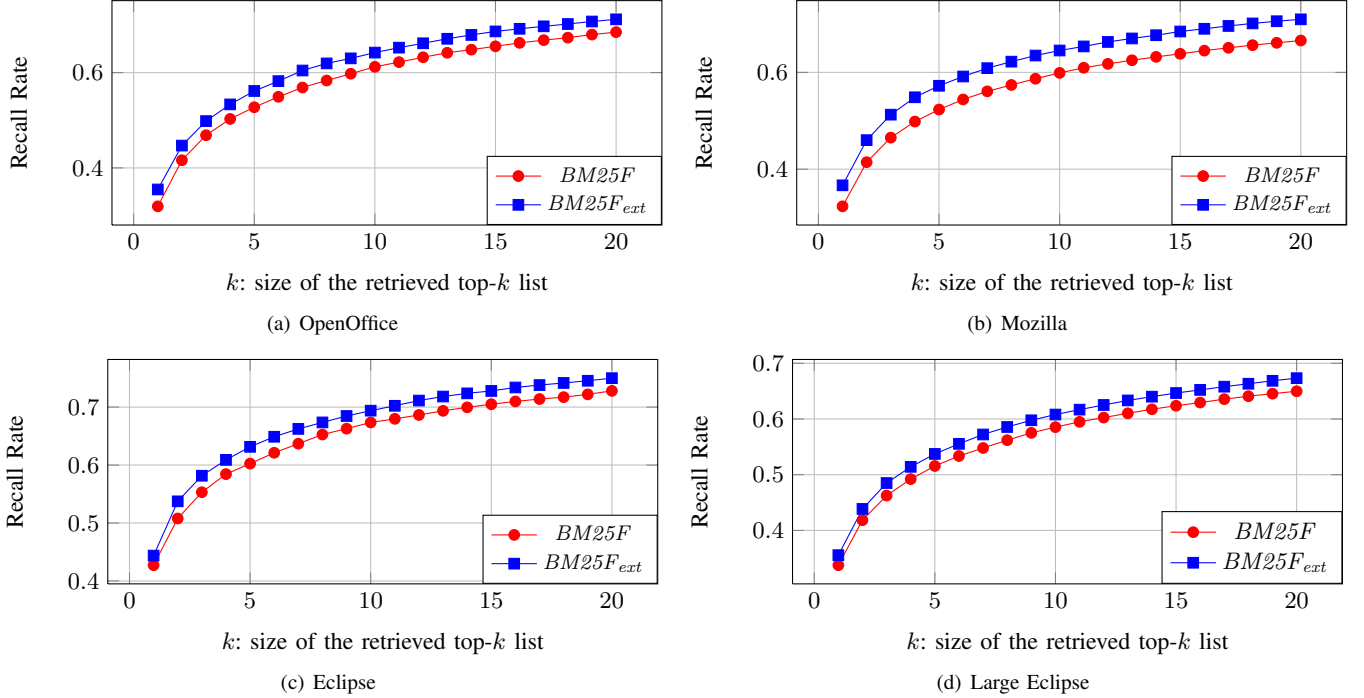 0.6
0.4
Recall Rate
BM25F
BM25F_ext
0 5 10 15 20
k: size of the retrieved top-k list
(a) OpenOffice
0.6
0.4
Recall Rate
BM25F
BM25F_ext
0 5 10 15 20
k: size of the retrieved top-k list
(b) Mozilla
0.7
0.6
0.5
0.4
Recall Rate
BM25F
BM25F_ext
0 5 10 15 20
k: size of the retrieved top-k list
(c) Eclipse
0.7
0.6
0.5
0.4
Recall Rate
BM25F
BM25F_ext
0 5 10 15 20
k: size of the retrieved top-k list
(d) Large Eclipse